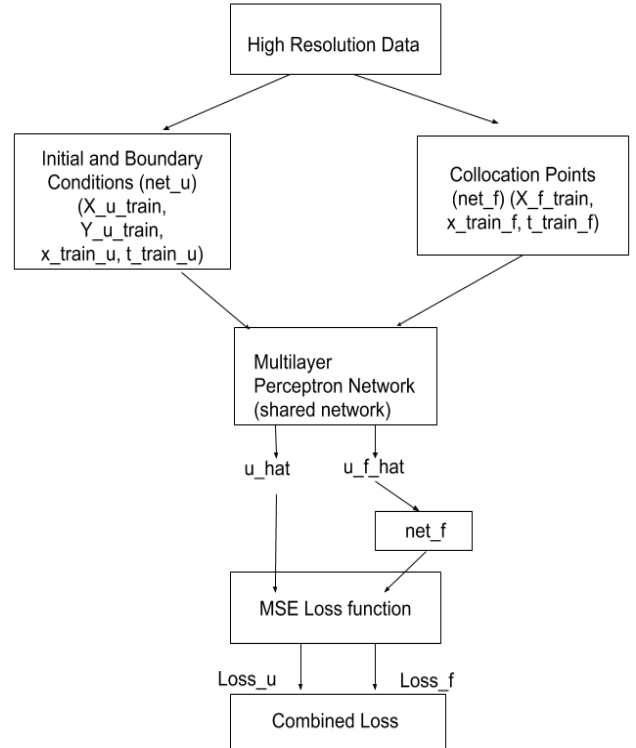 High Resolution Data
Initial and Boundary
Conditions (net_u)
(X_u_train,
Y_u_train,
x_train_u, t_train_u)
Collocation Points
(net_f) (X_f_train,
x_train_f, t_train_f)
Multilayer
Perceptron Network
(shared network)
u_hat
u_f_hat
net_f
MSE Loss function
Loss_u
Loss_f
Combined Loss